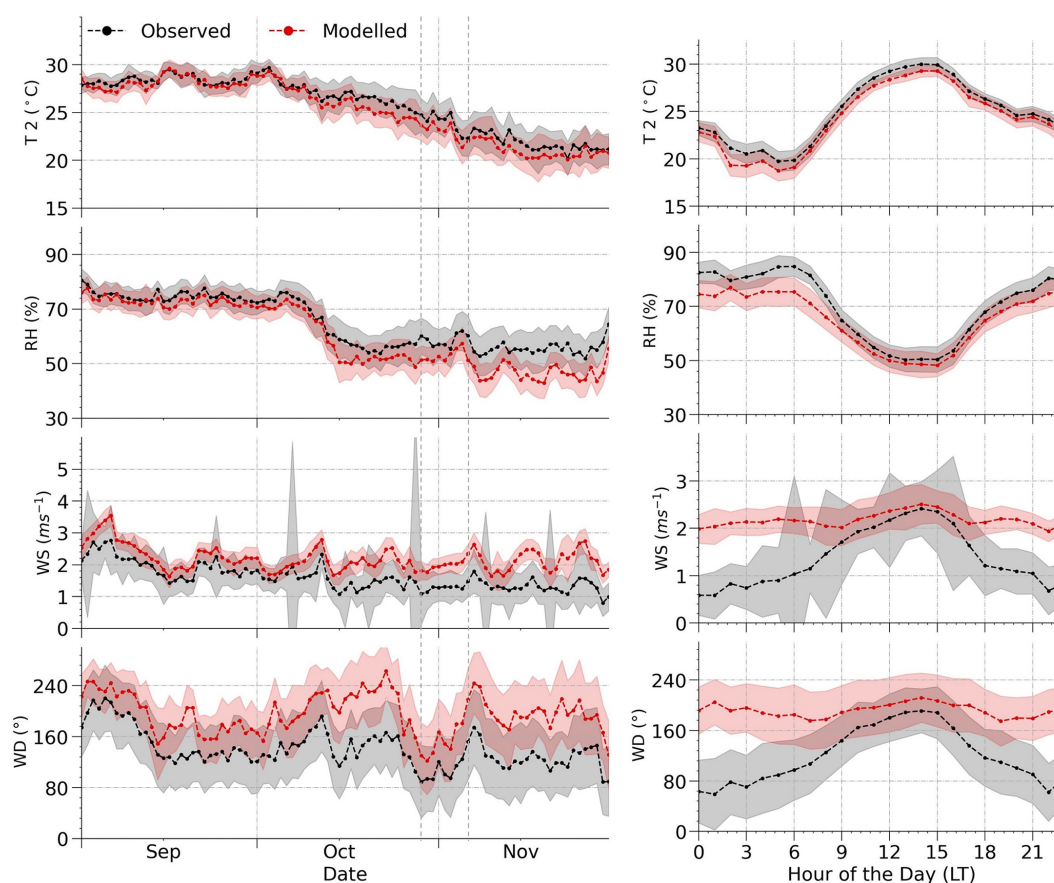 Observed Modelled
T 2 (°C)
30
25
20
15
RH (%)
90
70
50
30
WS (ms⁻¹)
5
4
3
2
1
0
WD (°)
240
160
80
0
Sep Oct Nov
Date
T 2 (°C)
30
25
20
15
RH (%)
90
70
50
30
WS (ms⁻¹)
3
2
1
0
WD (°)
240
160
80
0
0 3 6 9 12 15 18 21
Hour of the Day (LT)